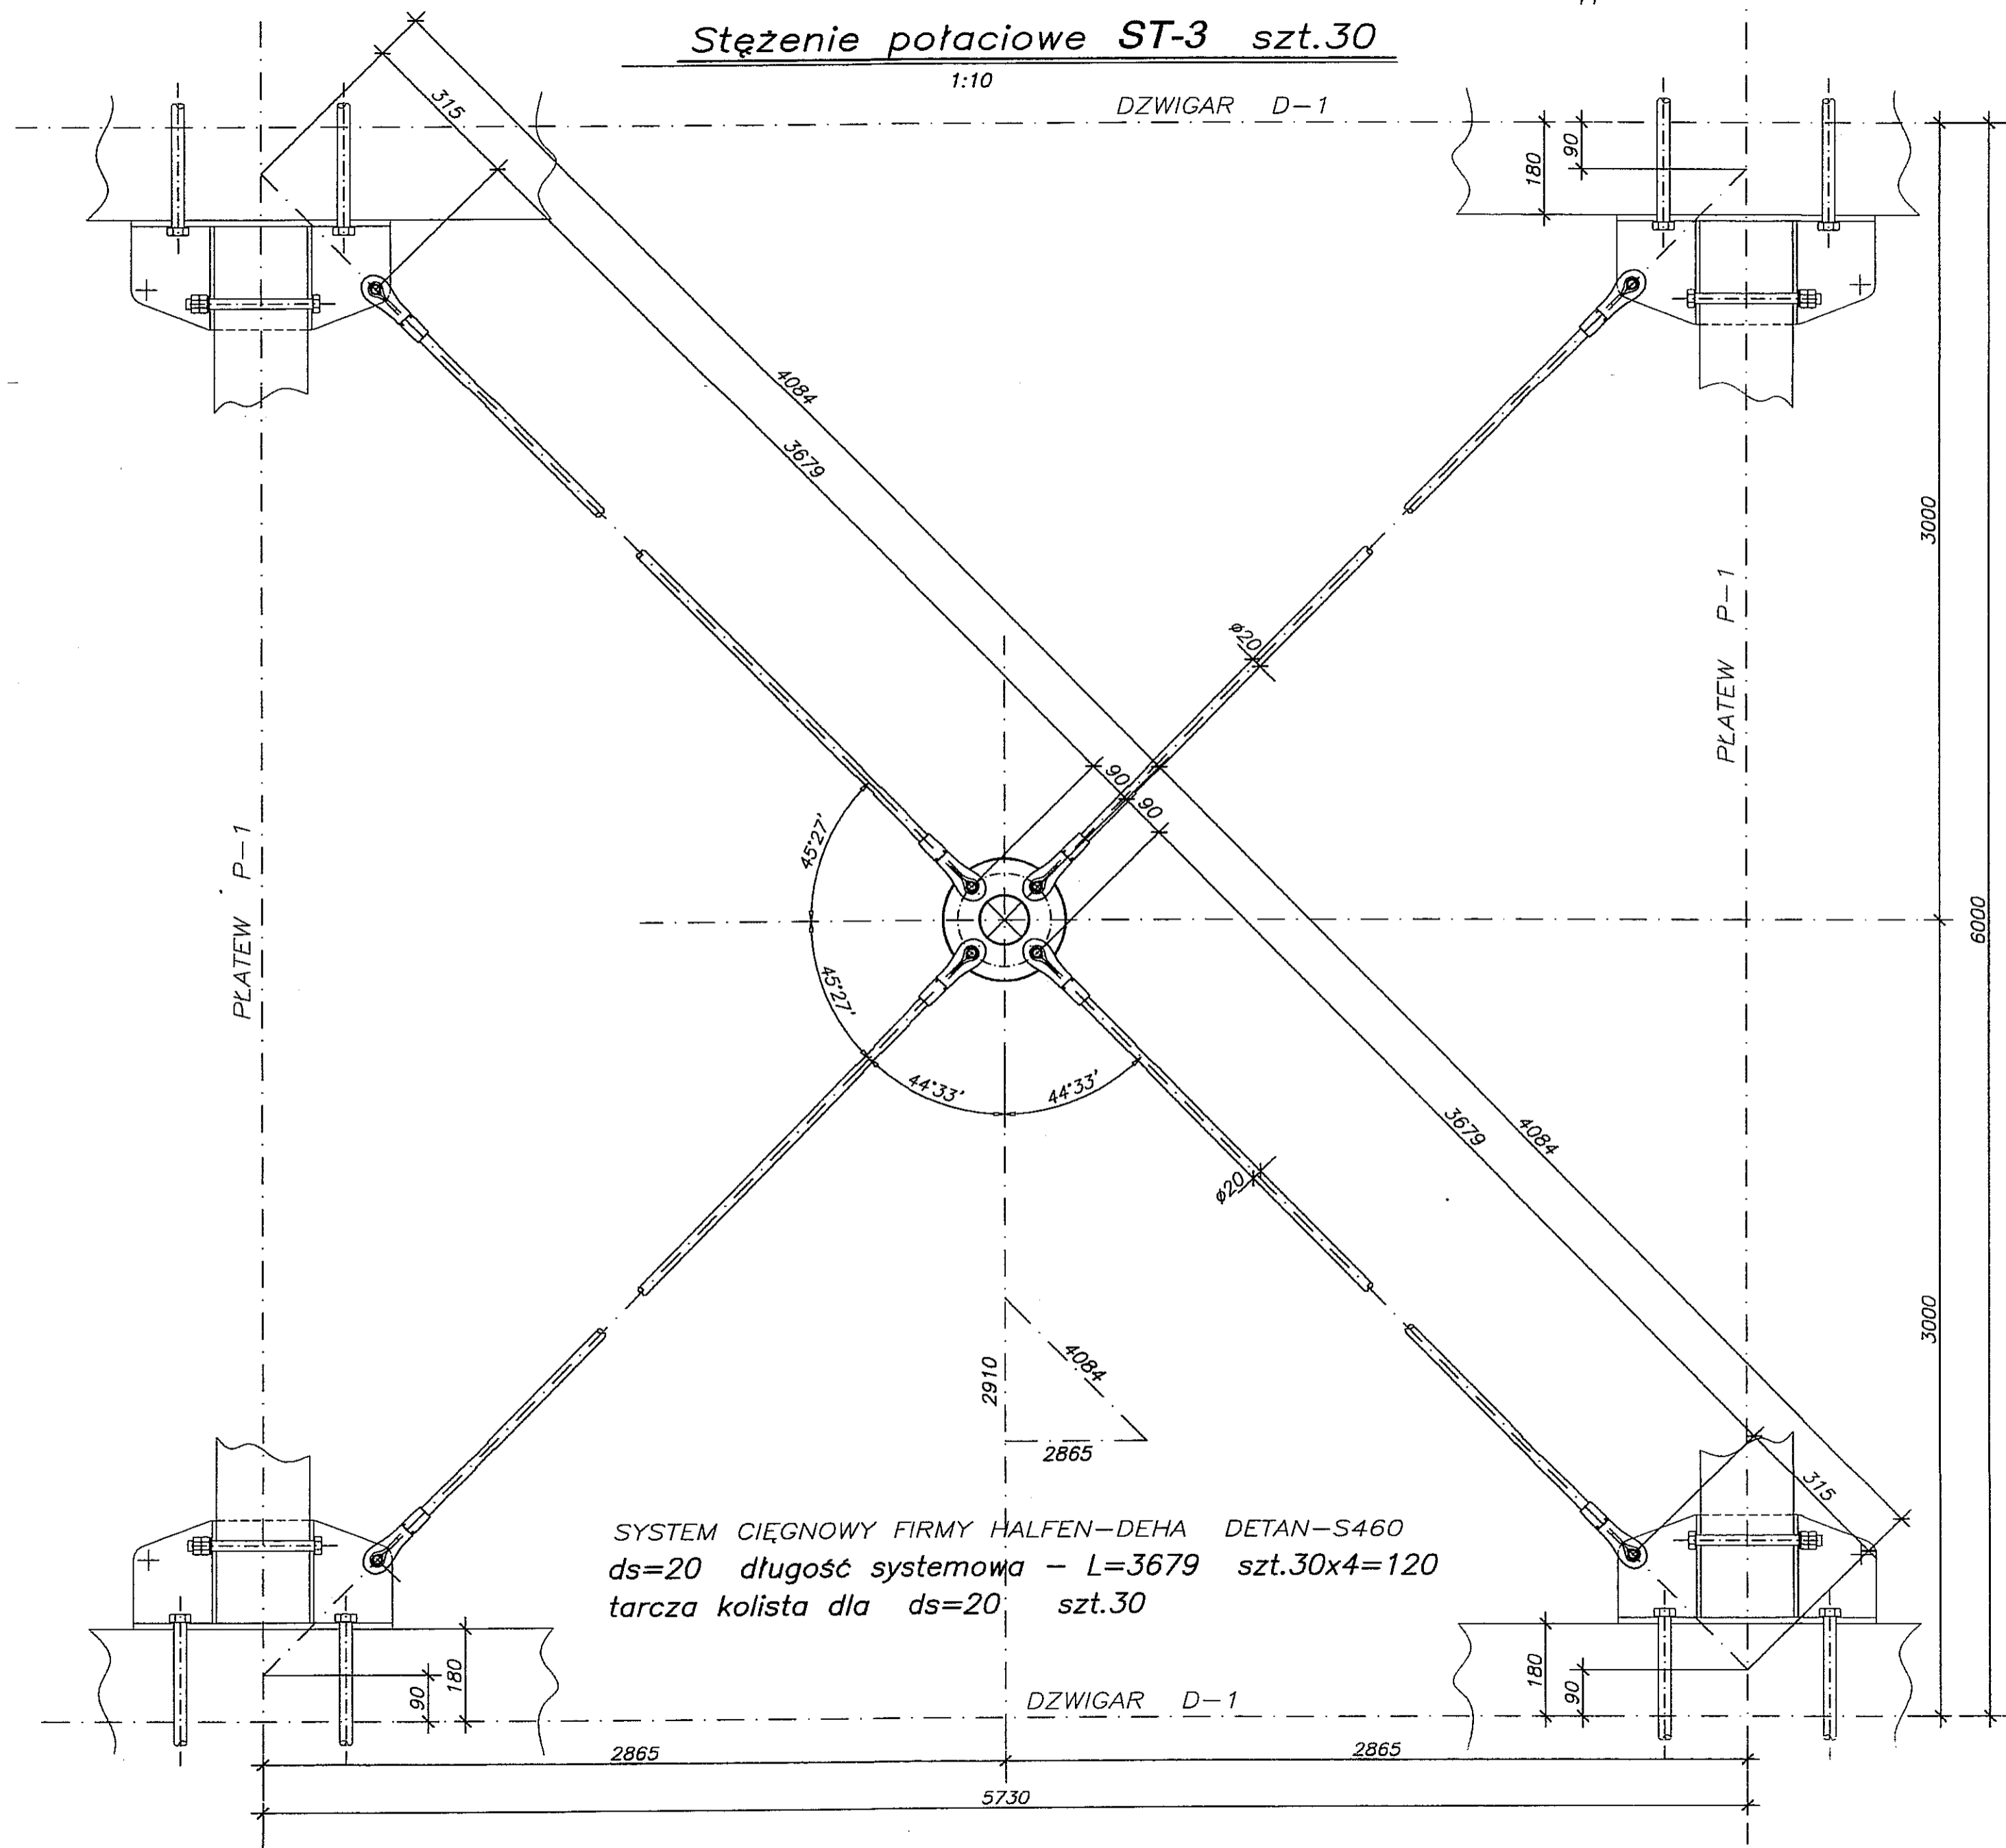 Stężenie połaciowe ST-3 szt.30
1:10
DZWIGAR D-1
315
180
90
4084
3679
3000
ø20
PŁATEW P-1
90
90
45°27'
PŁATEW P-1
6000
45°27'
44°33'
44°33'
3679
4084
ø20
3000
2910
4084
2865
315
SYSTEM CIĘGNOWY FIRMY HALFEN-DEHA DETAN-S460
ds=20 długość systemowa - L=3679 szt.30x4=120
tarcza kolista dla ds=20 szt.30
180
90
180
90
DZWIGAR D-1
2865
2865
5730